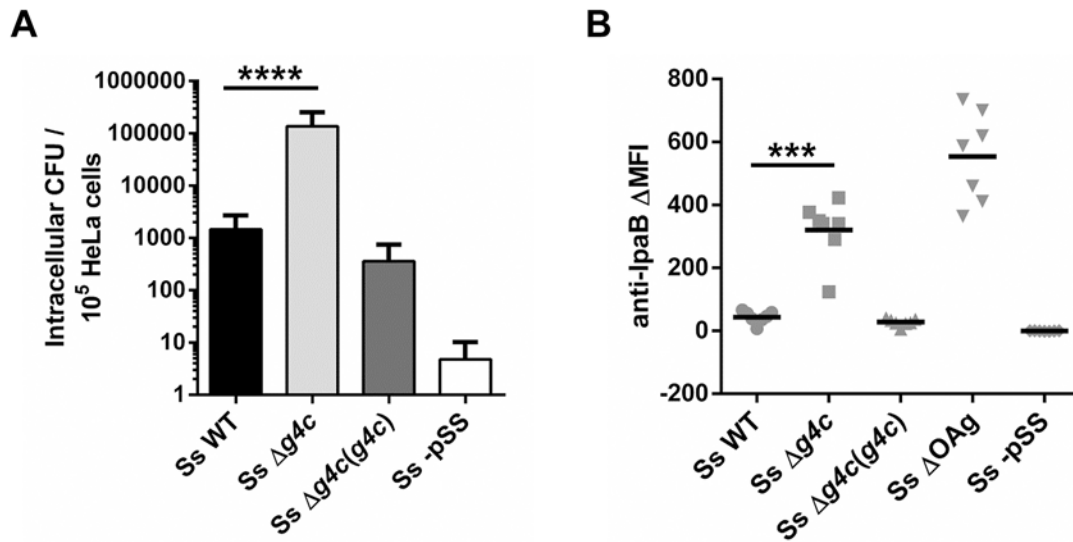 A
Intracellular CFU /
10⁵ HeLa cells
1000000
100000
10000
1000
100
10
1
****
Ss WT
Ss Δg4c
Ss Δg4c(g4c)
Ss -pSS
B
anti-IpaB ΔMFI
800
600
400
200
0
-200
***
Ss WT
Ss Δg4c
Ss Δg4c(g4c)
Ss ΔOAg
Ss -pSS